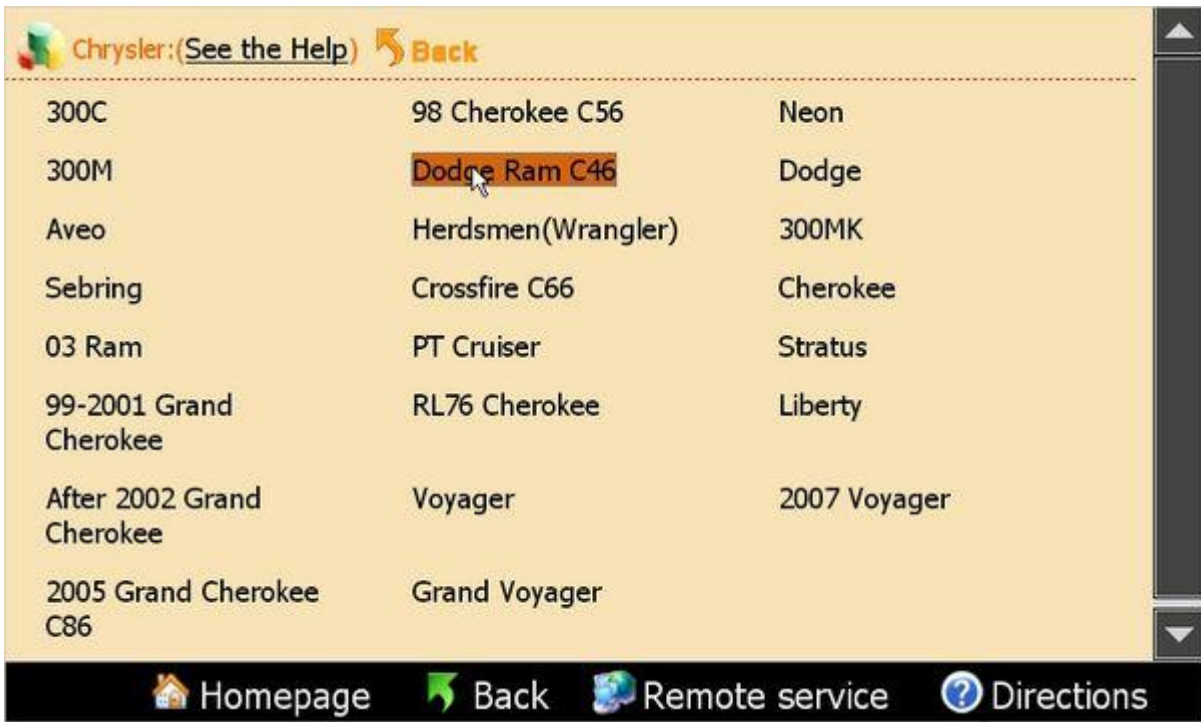 Chrysler:(See the Help) Back
300C 98 Cherokee C56 Neon
300M Dodge Ram C46 Dodge
Aveo Herdsmen(Wrangler) 300MK
Sebring Crossfire C66 Cherokee
03 Ram PT Cruiser Stratus
99-2001 Grand RL76 Cherokee Liberty
Cherokee
After 2002 Grand Voyager 2007 Voyager
Cherokee
2005 Grand Cherokee Grand Voyager
C86
Homepage Back Remote service Directions